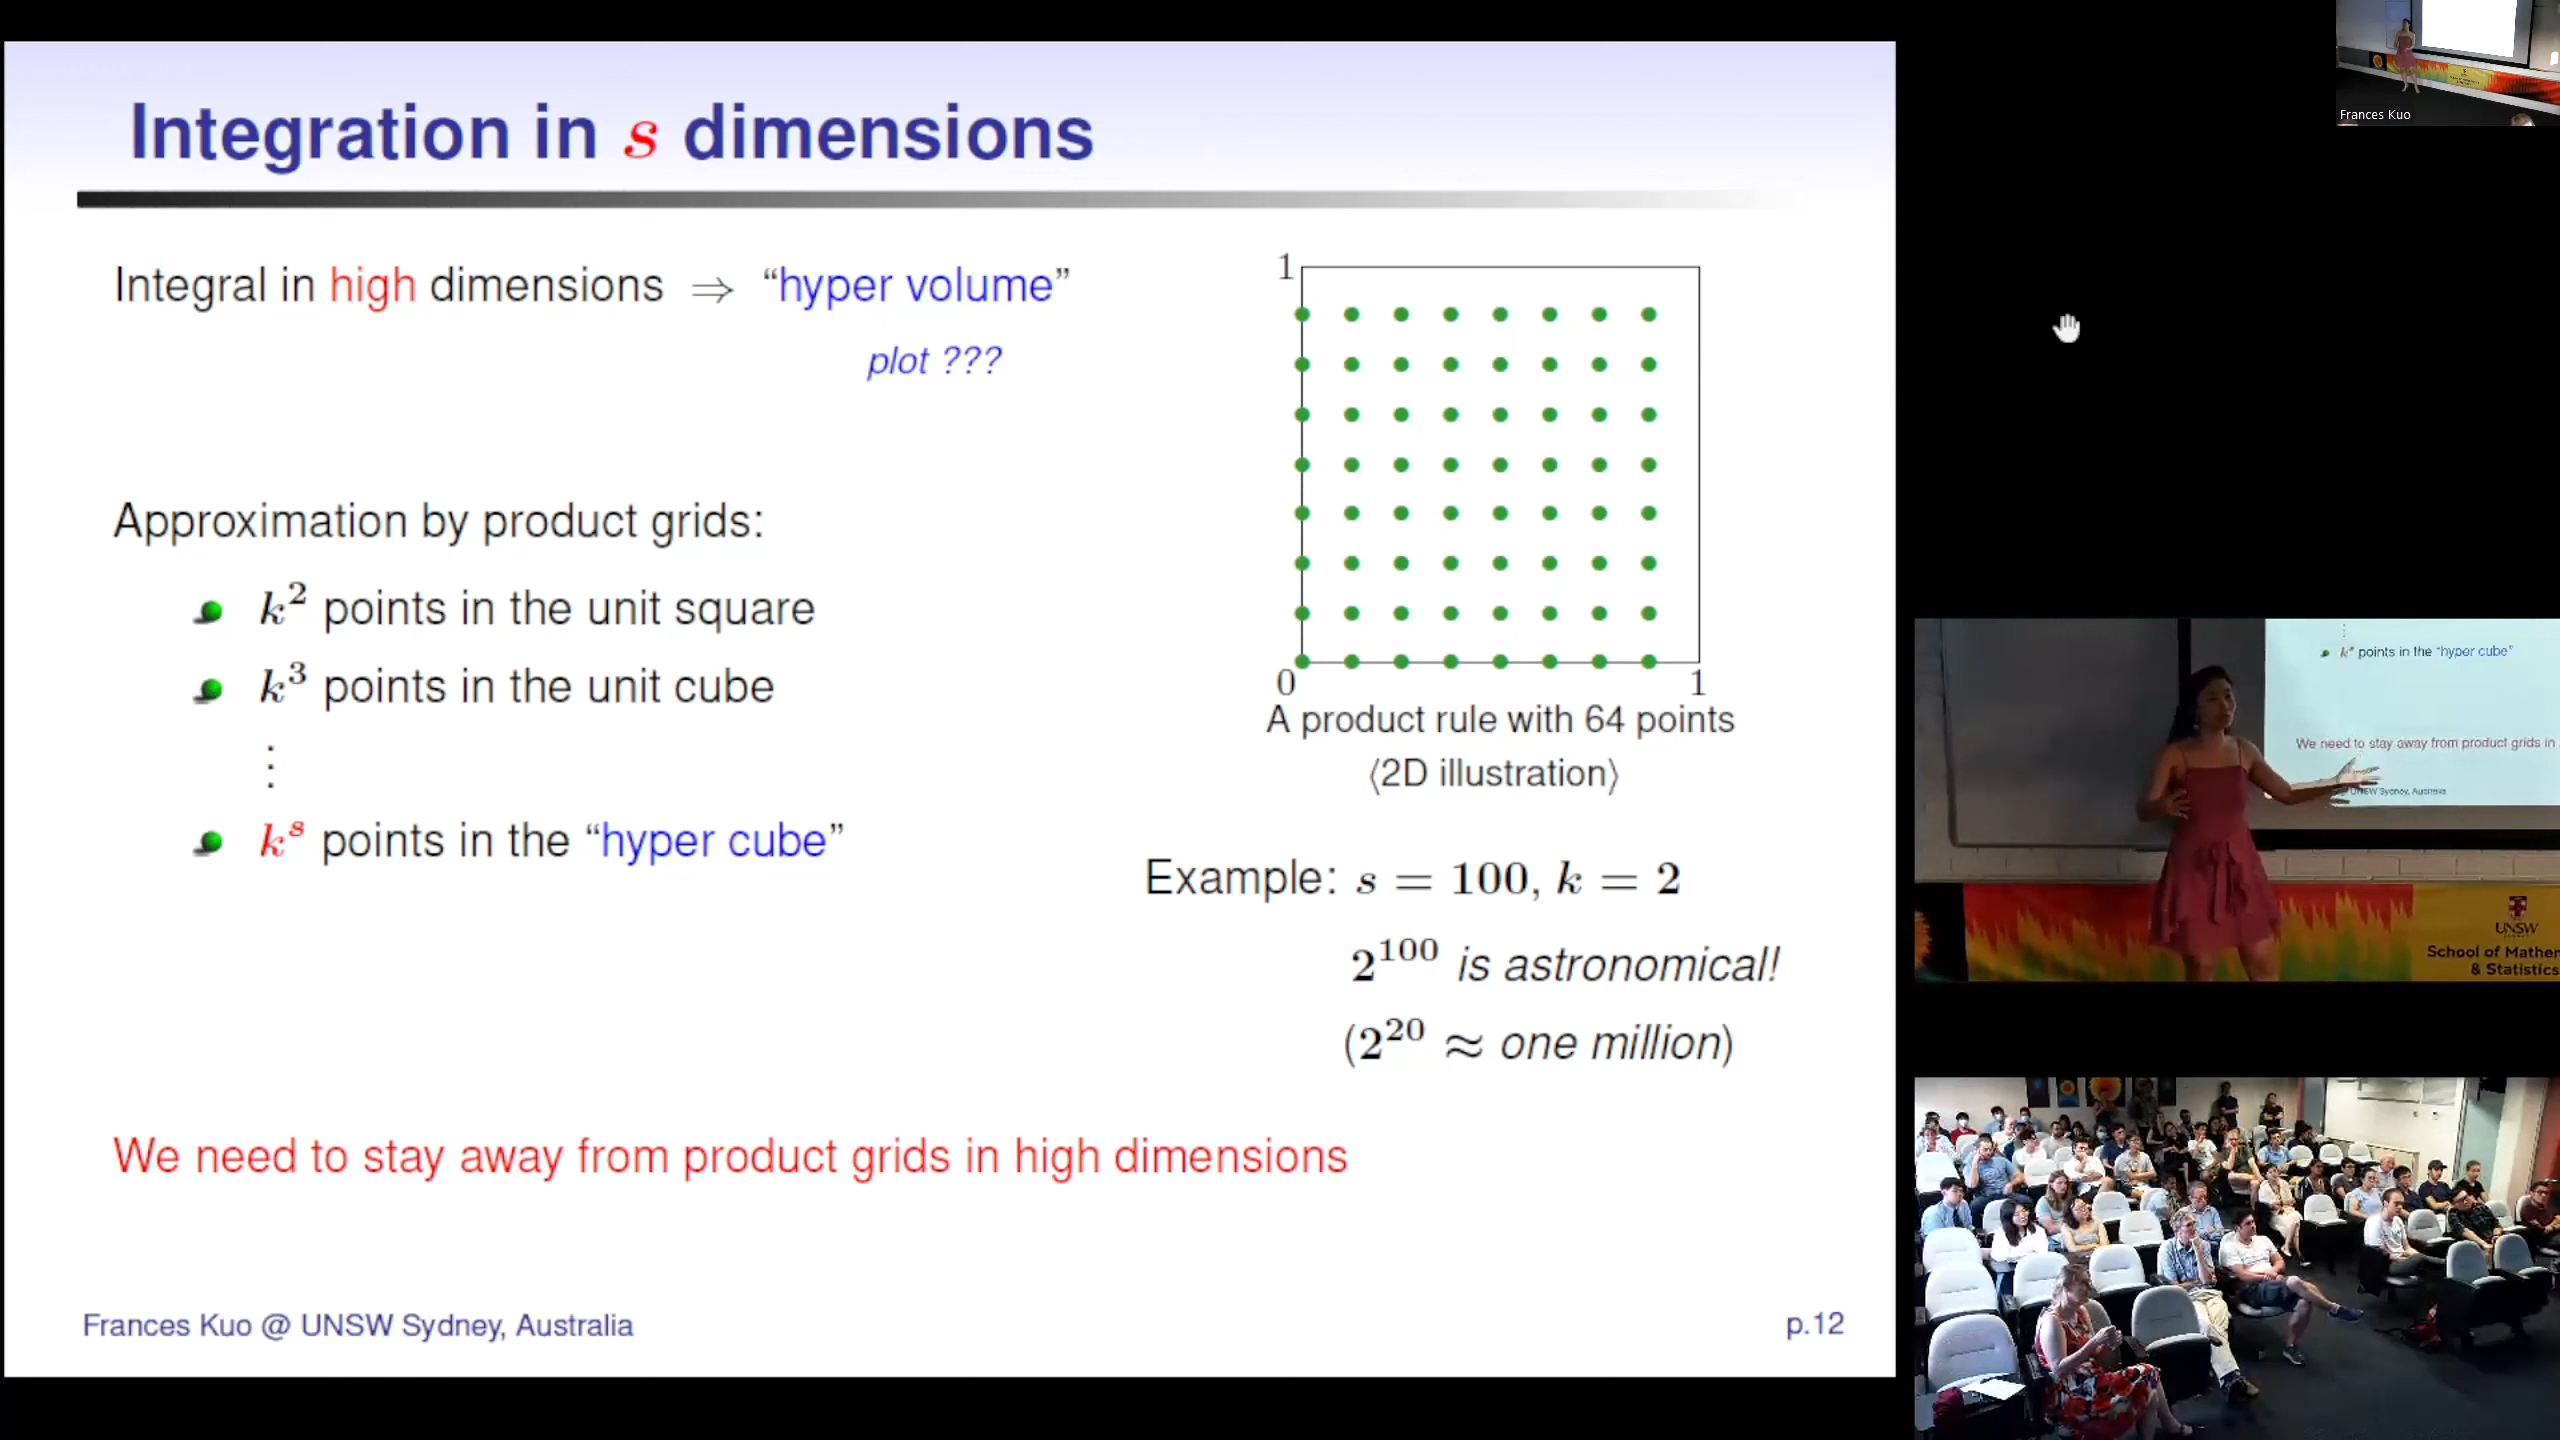 Integration in s dimensions
Integral in high dimensions ⇒ “hyper volume”
plot ???
Approximation by product grids:
k² points in the unit square
k³ points in the unit cube
⋮
kˢ points in the “hyper cube”
1
0 1
A product rule with 64 points
⟨2D illustration⟩
Example: s = 100, k = 2
2¹⁰⁰ is astronomical!
(2²⁰ ≈ one million)
We need to stay away from product grids in high dimensions
Frances Kuo @ UNSW Sydney, Australia
p.12
Frances Kuo
⋮
kˢ points in the “hyper cube”
We need to stay away from product grids in
UNSW Sydney, Australia
UNSW
School of Mathem
& Statistics